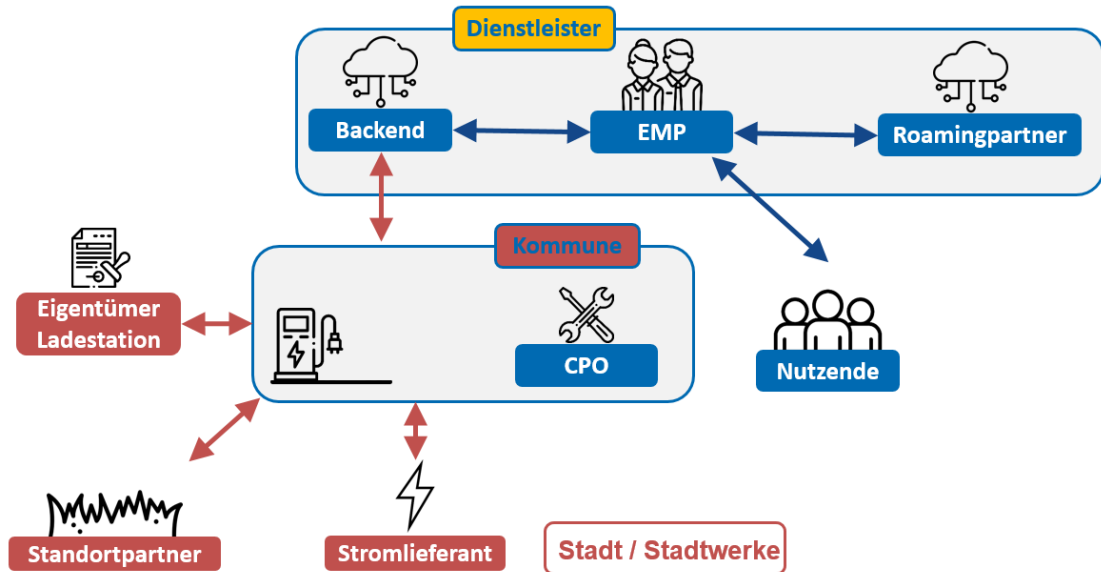 Dienstleister
Backend
EMP
Roamingpartner
Kommune
Eigentümer
Ladestation
CPO
Nutzende
Standortpartner
Stromlieferant
Stadt / Stadtwerke